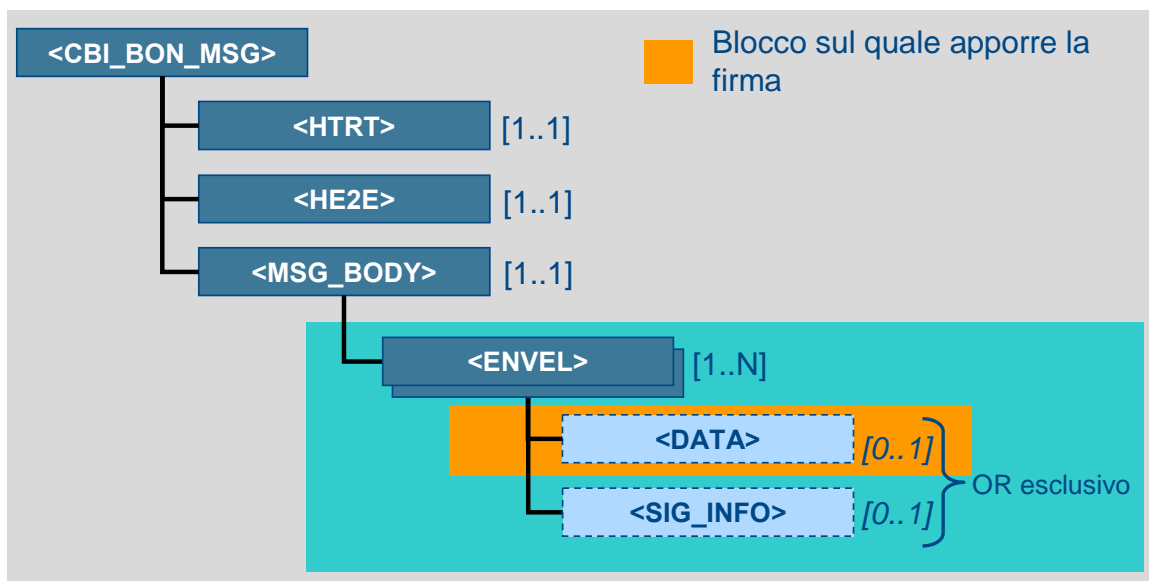 <CBI_BON_MSG>
Blocco sul quale apporre la
firma
<HTRT> [1..1]
<HE2E> [1..1]
<MSG_BODY> [1..1]
<ENVEL> [1..N]
<DATA> [0..1]
OR esclusivo
<SIG_INFO> [0..1]